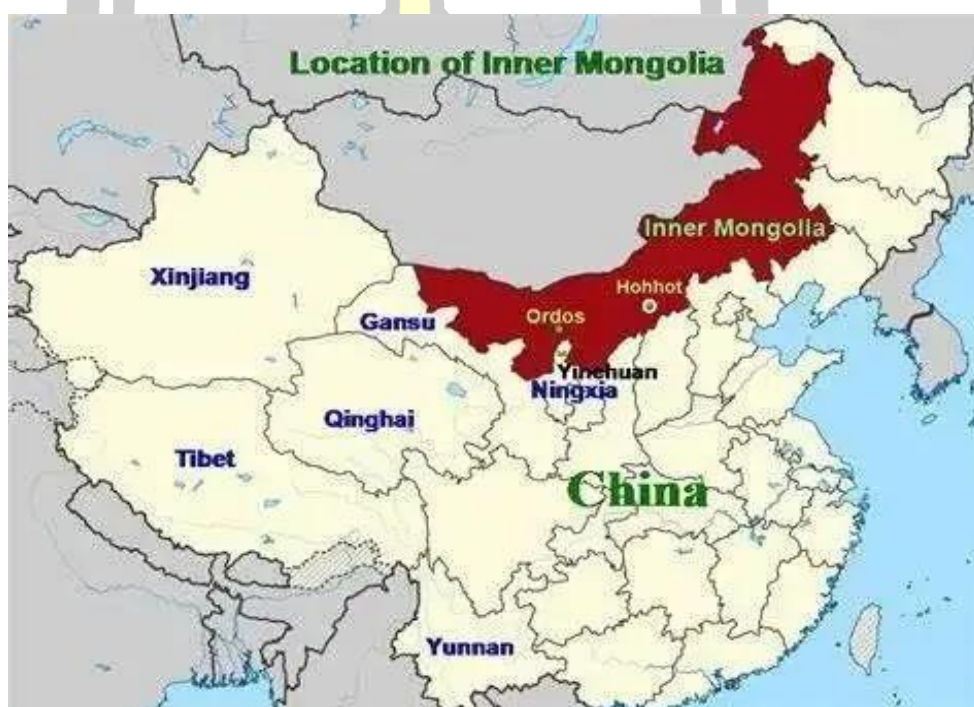 Location of Inner Mongolia
Inner Mongolia
Xinjiang
Hohhot
Gansu
Ordos
Yinchuan
Ningxia
Qinghai
Tibet
China
Yunnan